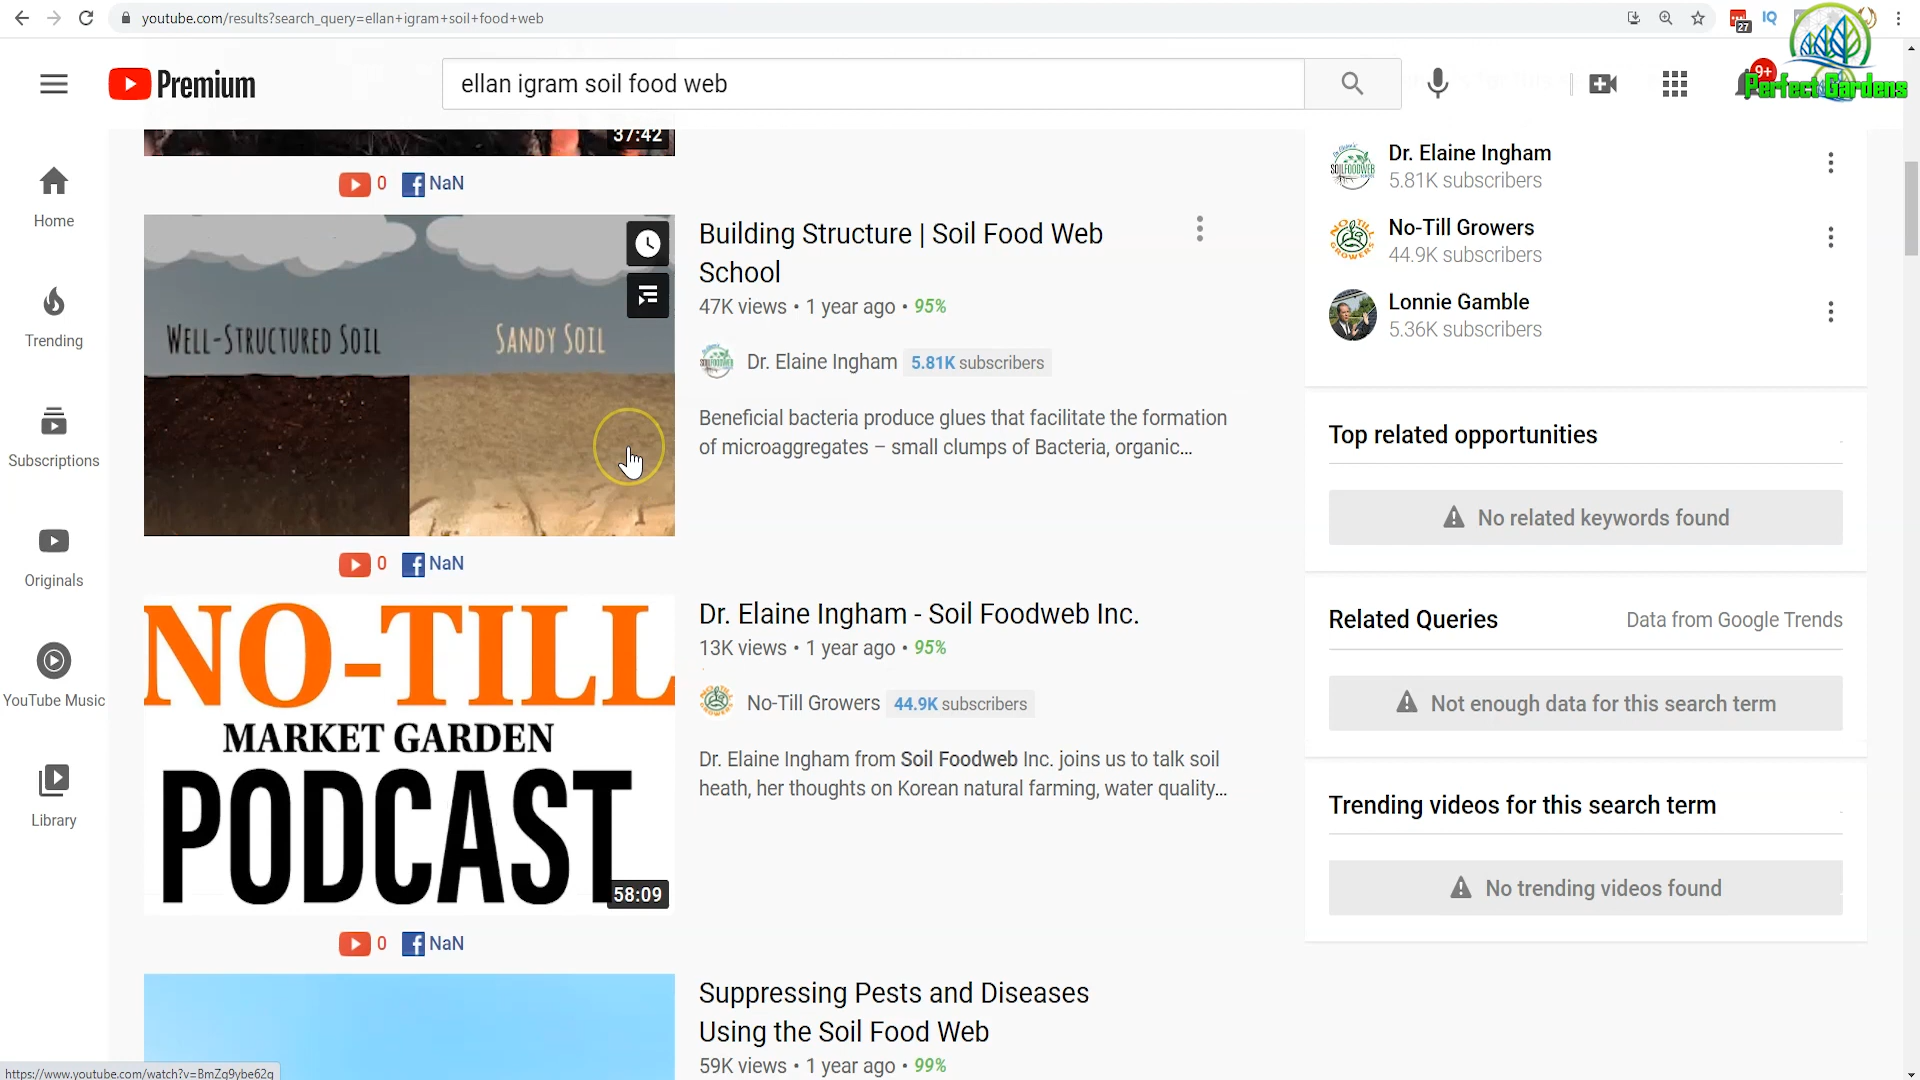 youtube.com/results?search_query=ellan+igram+soil+food+web
27
IQ
Premium
ellan igram soil food web
9+
Perfect Gardens
Home
Trending
Subscriptions
Originals
YouTube Music
Library
37:42
0 NaN
WELL-STRUCTURED SOIL
SANDY SOIL
Building Structure | Soil Food Web
School
47K views • 1 year ago • 95%
Dr. Elaine Ingham 5.81K subscribers
Beneficial bacteria produce glues that facilitate the formation
of microaggregates – small clumps of Bacteria, organic...
0 NaN
NO-TILL
MARKET GARDEN
PODCAST
58:09
Dr. Elaine Ingham - Soil Foodweb Inc.
13K views • 1 year ago • 95%
No-Till Growers 44.9K subscribers
Dr. Elaine Ingham from Soil Foodweb Inc. joins us to talk soil
heath, her thoughts on Korean natural farming, water quality...
0 NaN
Suppressing Pests and Diseases
Using the Soil Food Web
59K views • 1 year ago • 99%
Dr. Elaine Ingham
5.81K subscribers
No-Till Growers
44.9K subscribers
Lonnie Gamble
5.36K subscribers
Top related opportunities
No related keywords found
Related Queries
Data from Google Trends
Not enough data for this search term
Trending videos for this search term
No trending videos found
https://www.youtube.com/watch?v=BmZq9ybe62g